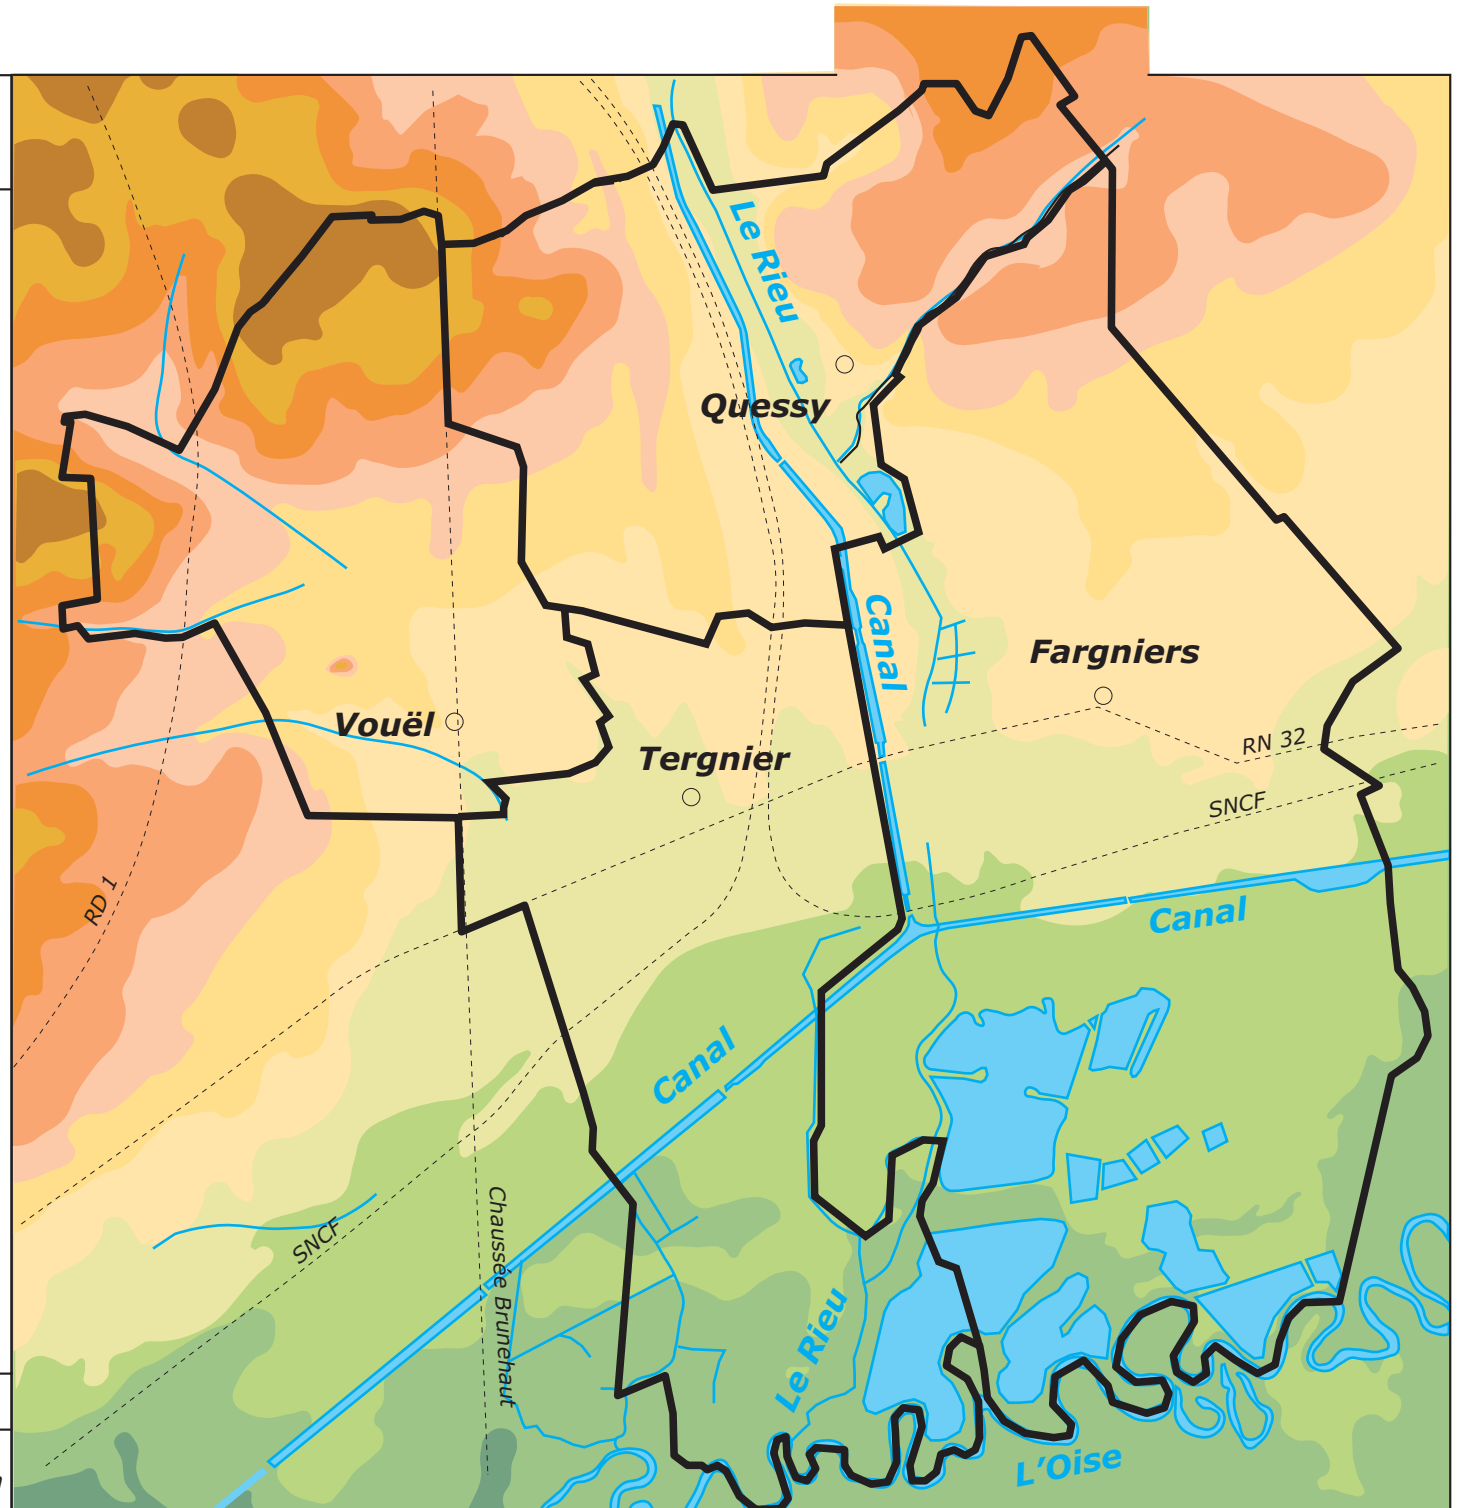 Le Rieu
Quessy
Canal
Fargniers
Vouël
Tergnier
RN 32
SNCF
RD 1
Canal
Canal
Chaussée Brunehaut
SNCF
Le Rieu
L’Oise